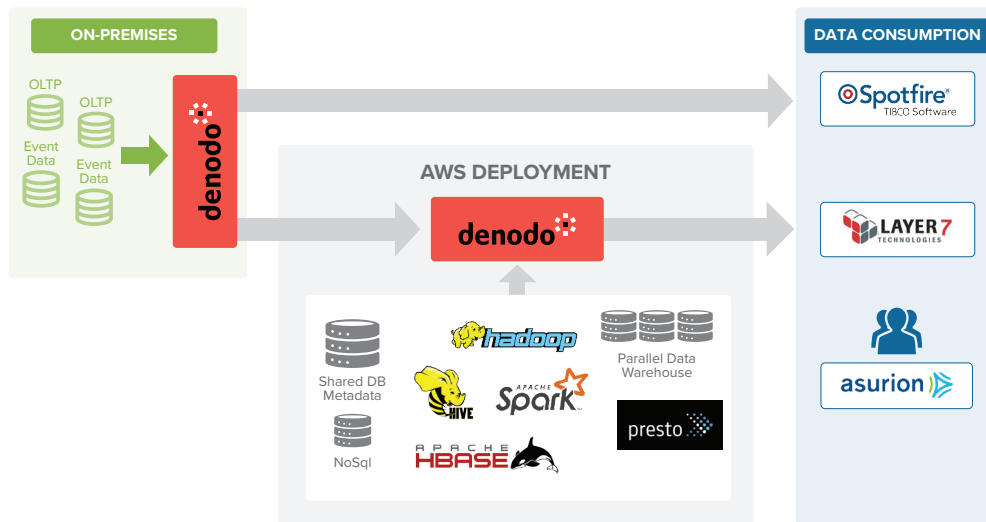 ON-PREMISES
OLTP
OLTP
Event
Data
Event
Data
denodo
AWS DEPLOYMENT
denodo
Shared DB
Metadata
NoSql
hadoop
HIVE
APACHE
Spark™
APACHE
HBASE
Parallel Data
Warehouse
presto
DATA CONSUMPTION
Spotfire®
TIBCO Software
LAYER 7
TECHNOLOGIES
asurion